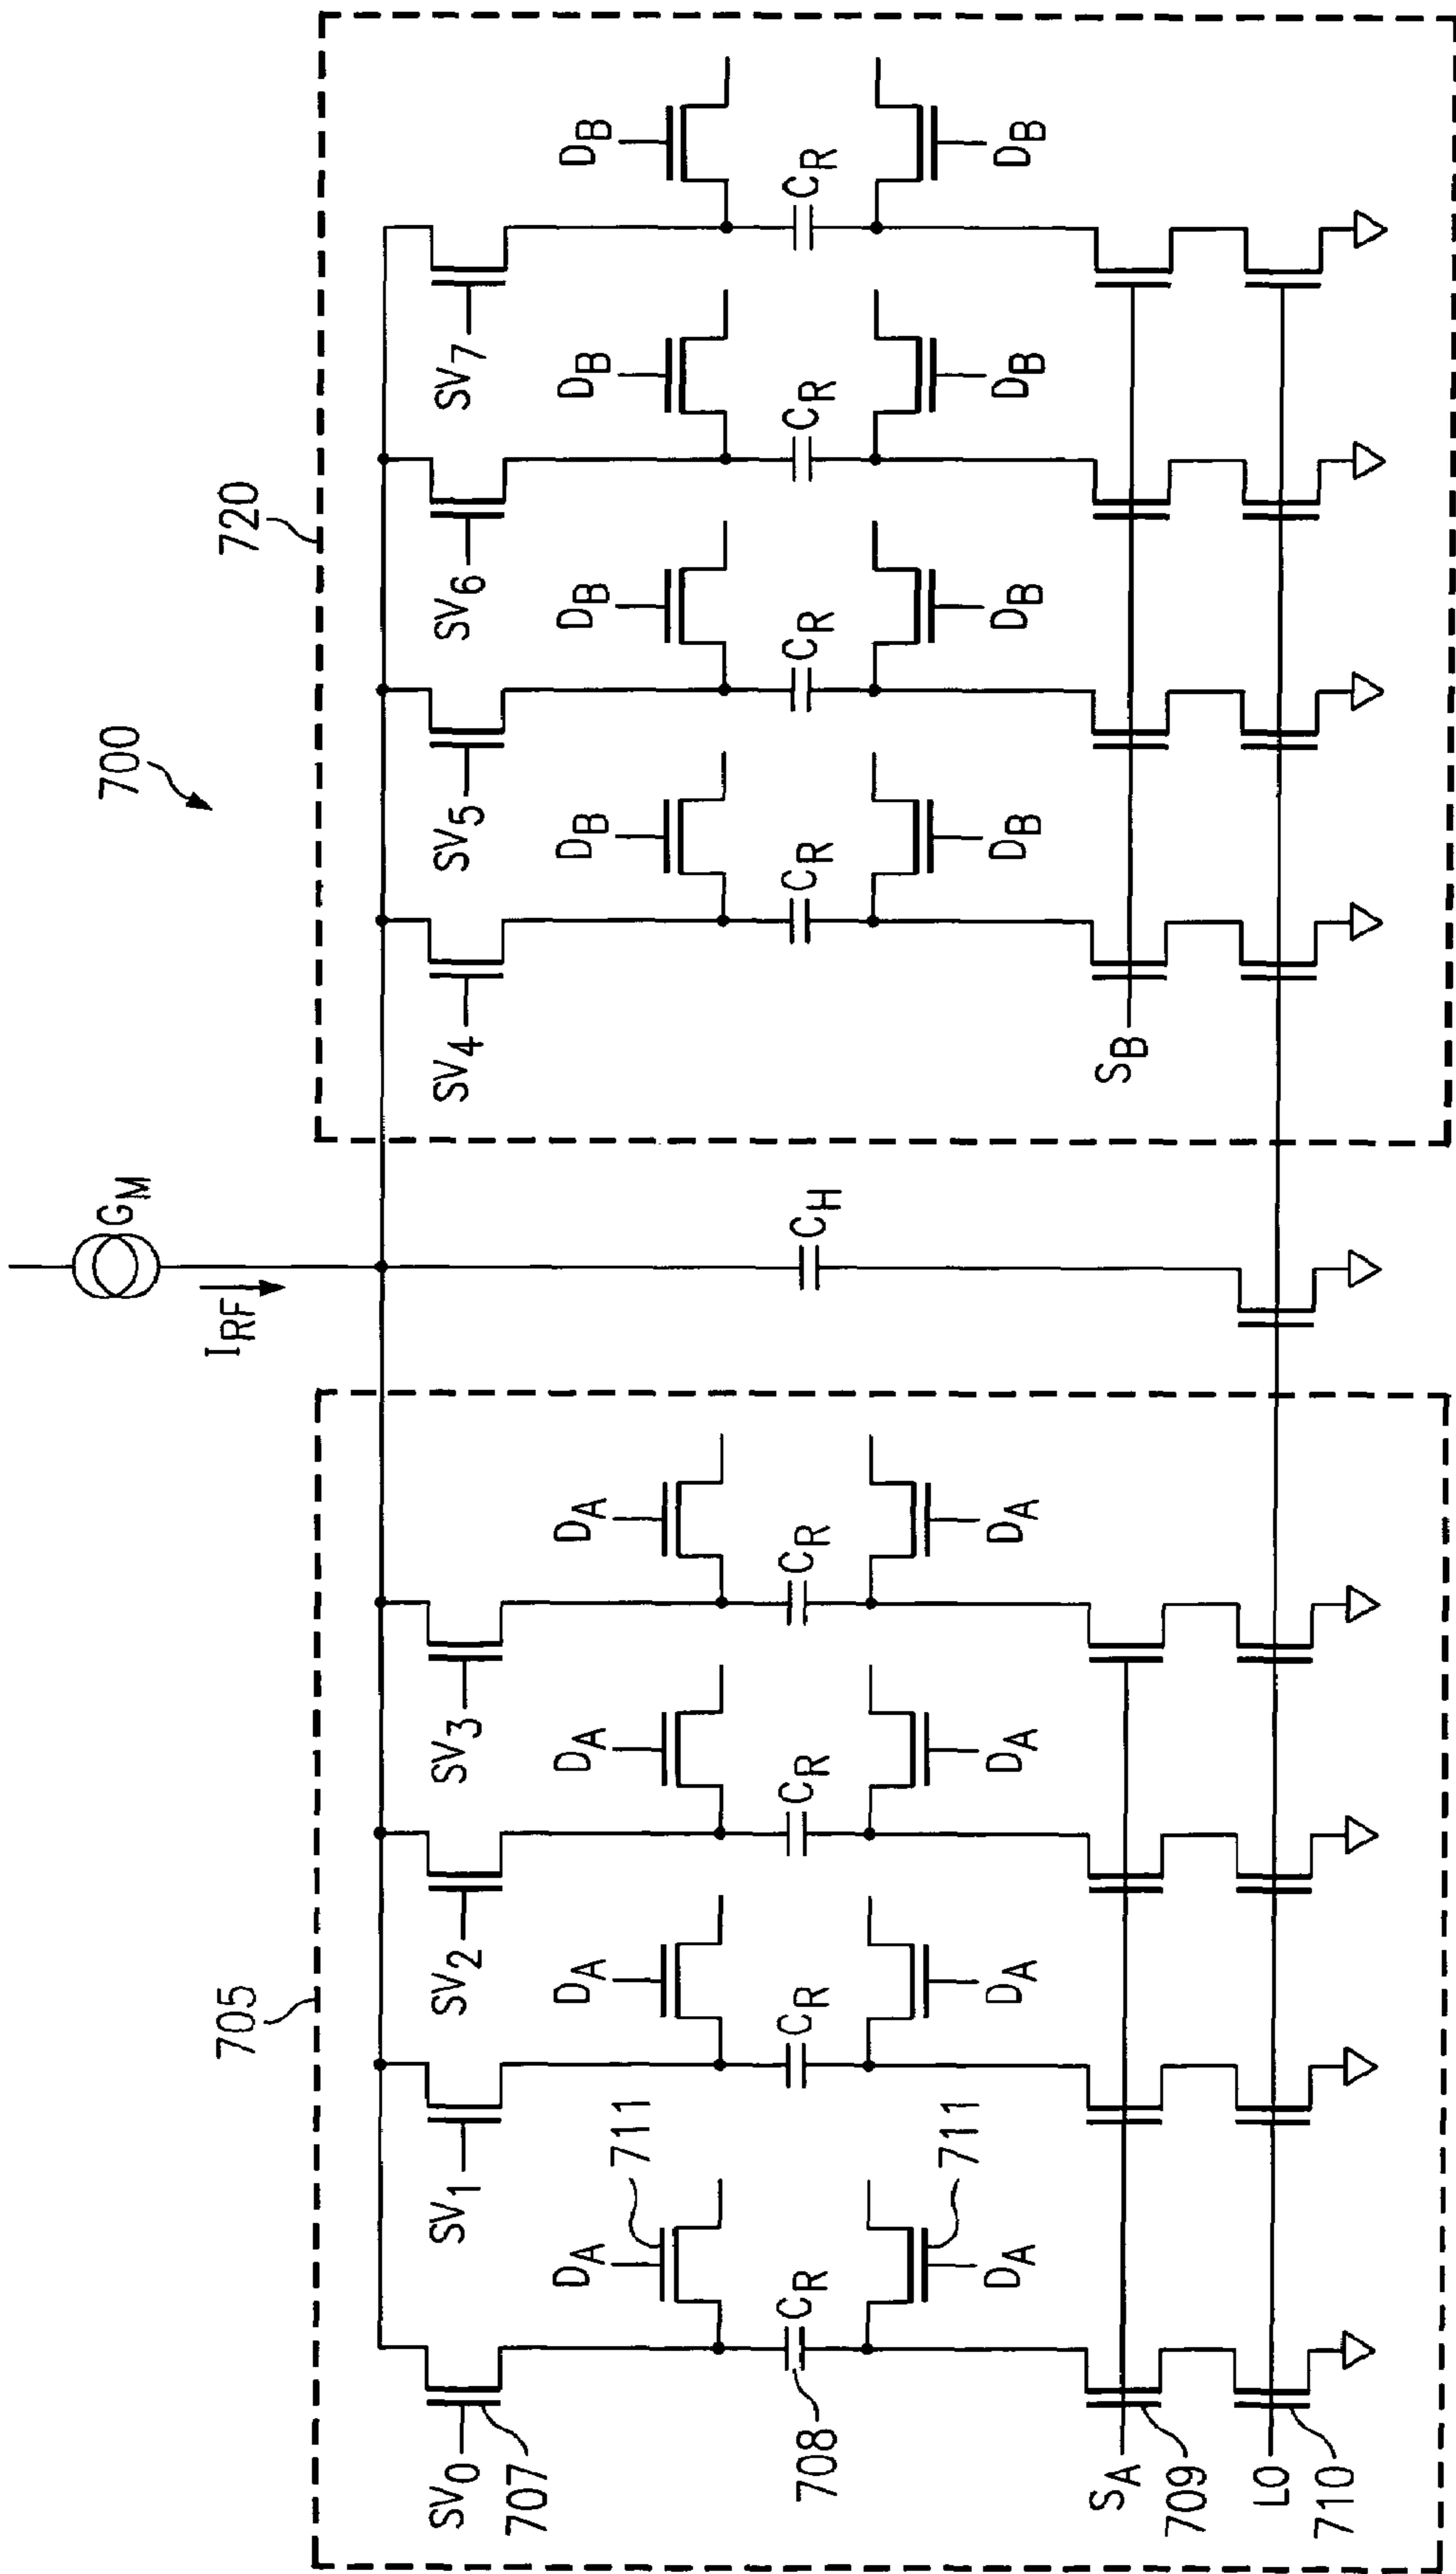 700
G_M
I_RF
705
720
SV_0
707
SV_1
SV_2
SV_3
SV_4
SV_5
SV_6
SV_7
D_A
711
D_A
D_A
D_A
D_B
D_B
D_B
D_B
708
C_R
C_R
C_R
C_R
C_H
C_R
C_R
C_R
C_R
D_A
711
D_A
D_A
D_A
D_B
D_B
D_B
D_B
S_A
709
S_B
LO
710